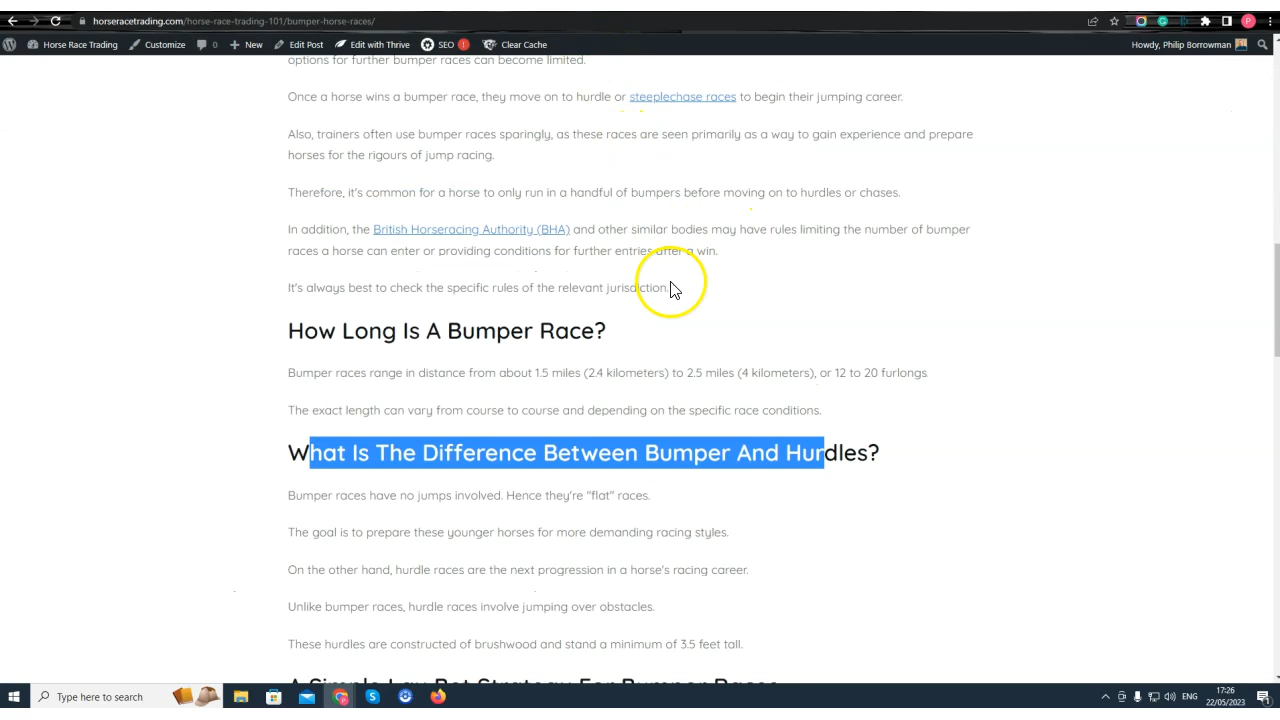 horseracetrading.com/horse-race-trading-101/bumper-horse-races/
Horse Race Trading Customize 0 New Edit Post Edit with Thrive SEO ! Clear Cache Howdy, Philip Borrowman
options for further bumper races can become limited.
Once a horse wins a bumper race, they move on to hurdle or steeplechase races to begin their jumping career.
Also, trainers often use bumper races sparingly, as these races are seen primarily as a way to gain experience and prepare
horses for the rigours of jump racing.
Therefore, it's common for a horse to only run in a handful of bumpers before moving on to hurdles or chases.
In addition, the British Horseracing Authority (BHA) and other similar bodies may have rules limiting the number of bumper
races a horse can enter or providing conditions for further entries after a win.
It's always best to check the specific rules of the relevant jurisdiction.
How Long Is A Bumper Race?
Bumper races range in distance from about 1.5 miles (2.4 kilometers) to 2.5 miles (4 kilometers), or 12 to 20 furlongs.
The exact length can vary from course to course and depending on the specific race conditions.
What Is The Difference Between Bumper And Hurdles?
Bumper races have no jumps involved. Hence they're "flat" races.
The goal is to prepare these younger horses for more demanding racing styles.
On the other hand, hurdle races are the next progression in a horse's racing career.
Unlike bumper races, hurdle races involve jumping over obstacles.
These hurdles are constructed of brushwood and stand a minimum of 3.5 feet tall.
A Simple Lay Bet Strategy For Bumper Races
Type here to search
ENG
17:26
22/05/2023